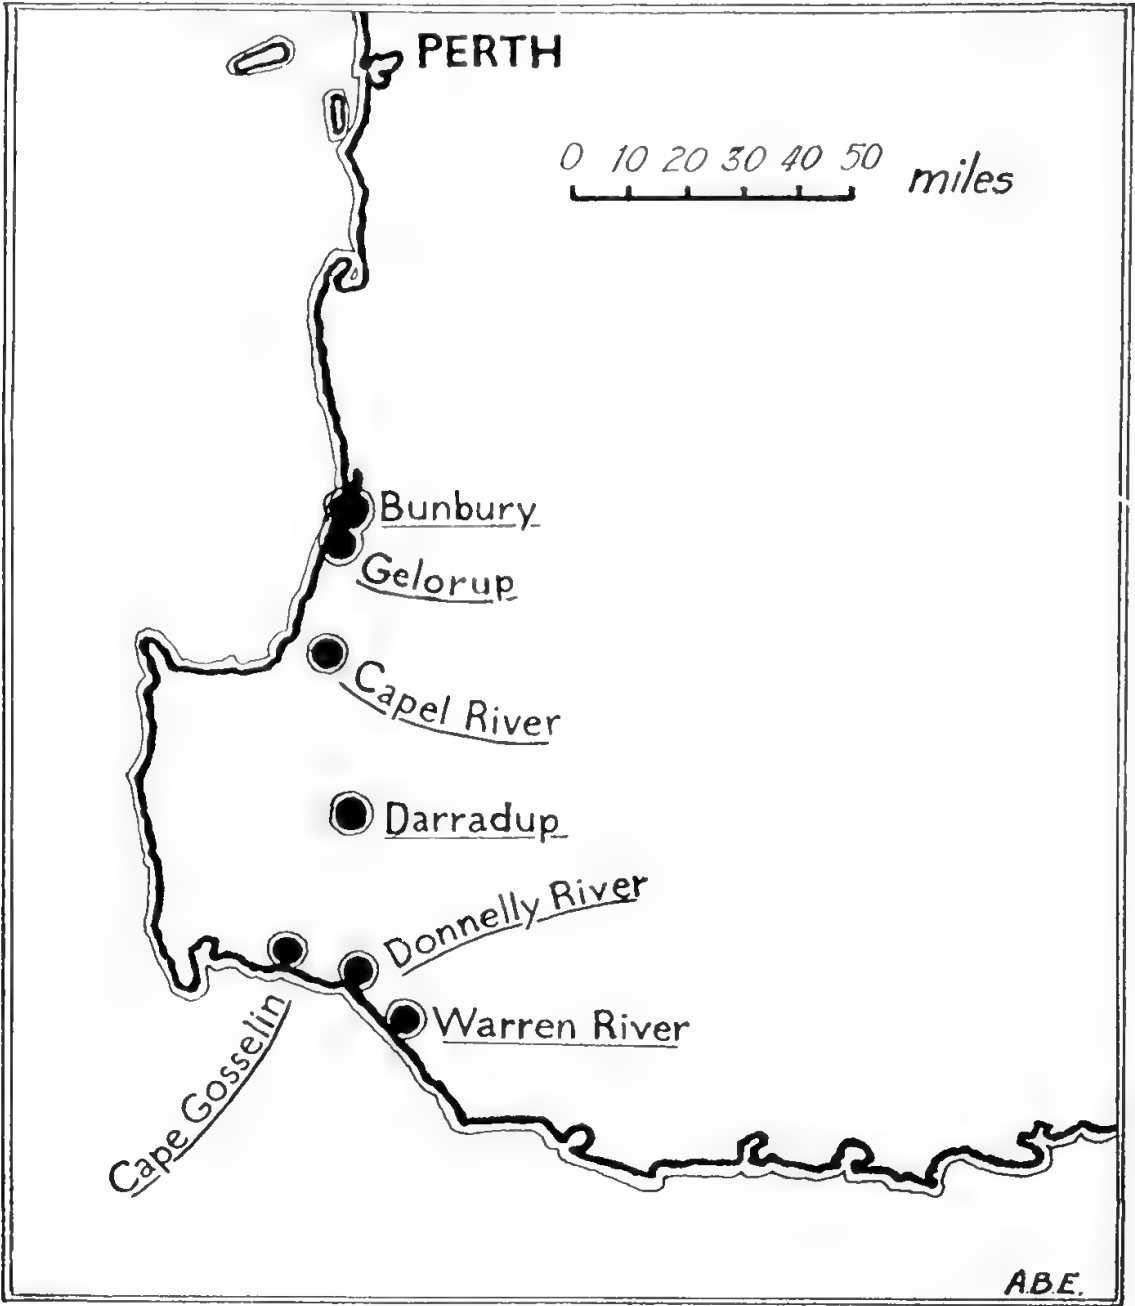 PERTH
0 10 20 30 40 50 miles
Bunbury
Gelorup
Capel River
Darradup
Donnelly River
Warren River
Cape Gosselin
A.B.E.